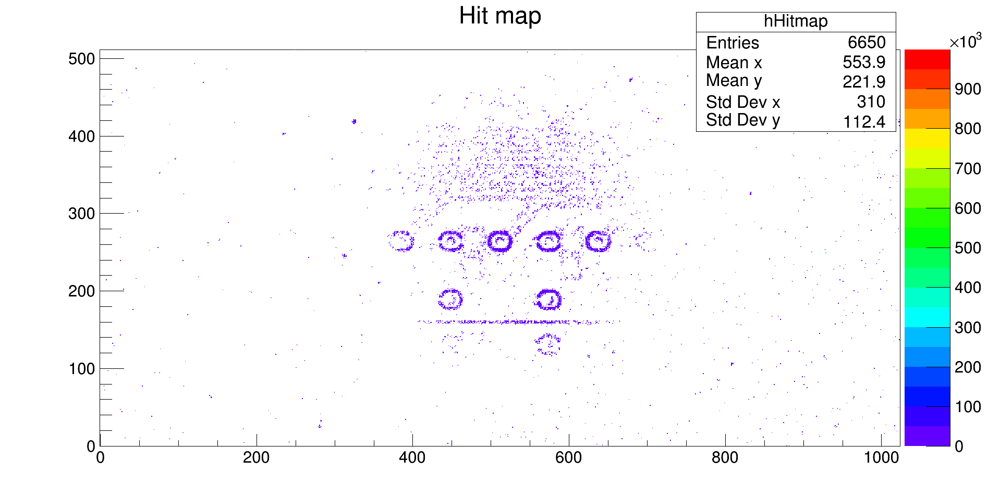 Hit map
hHitmap
Entries 6650
Mean x 553.9
Mean y 221.9
Std Dev x 310
Std Dev y 112.4
×10³
500
400
300
200
100
0
900
800
700
600
500
400
300
200
100
0
0 200 400 600 800 1000